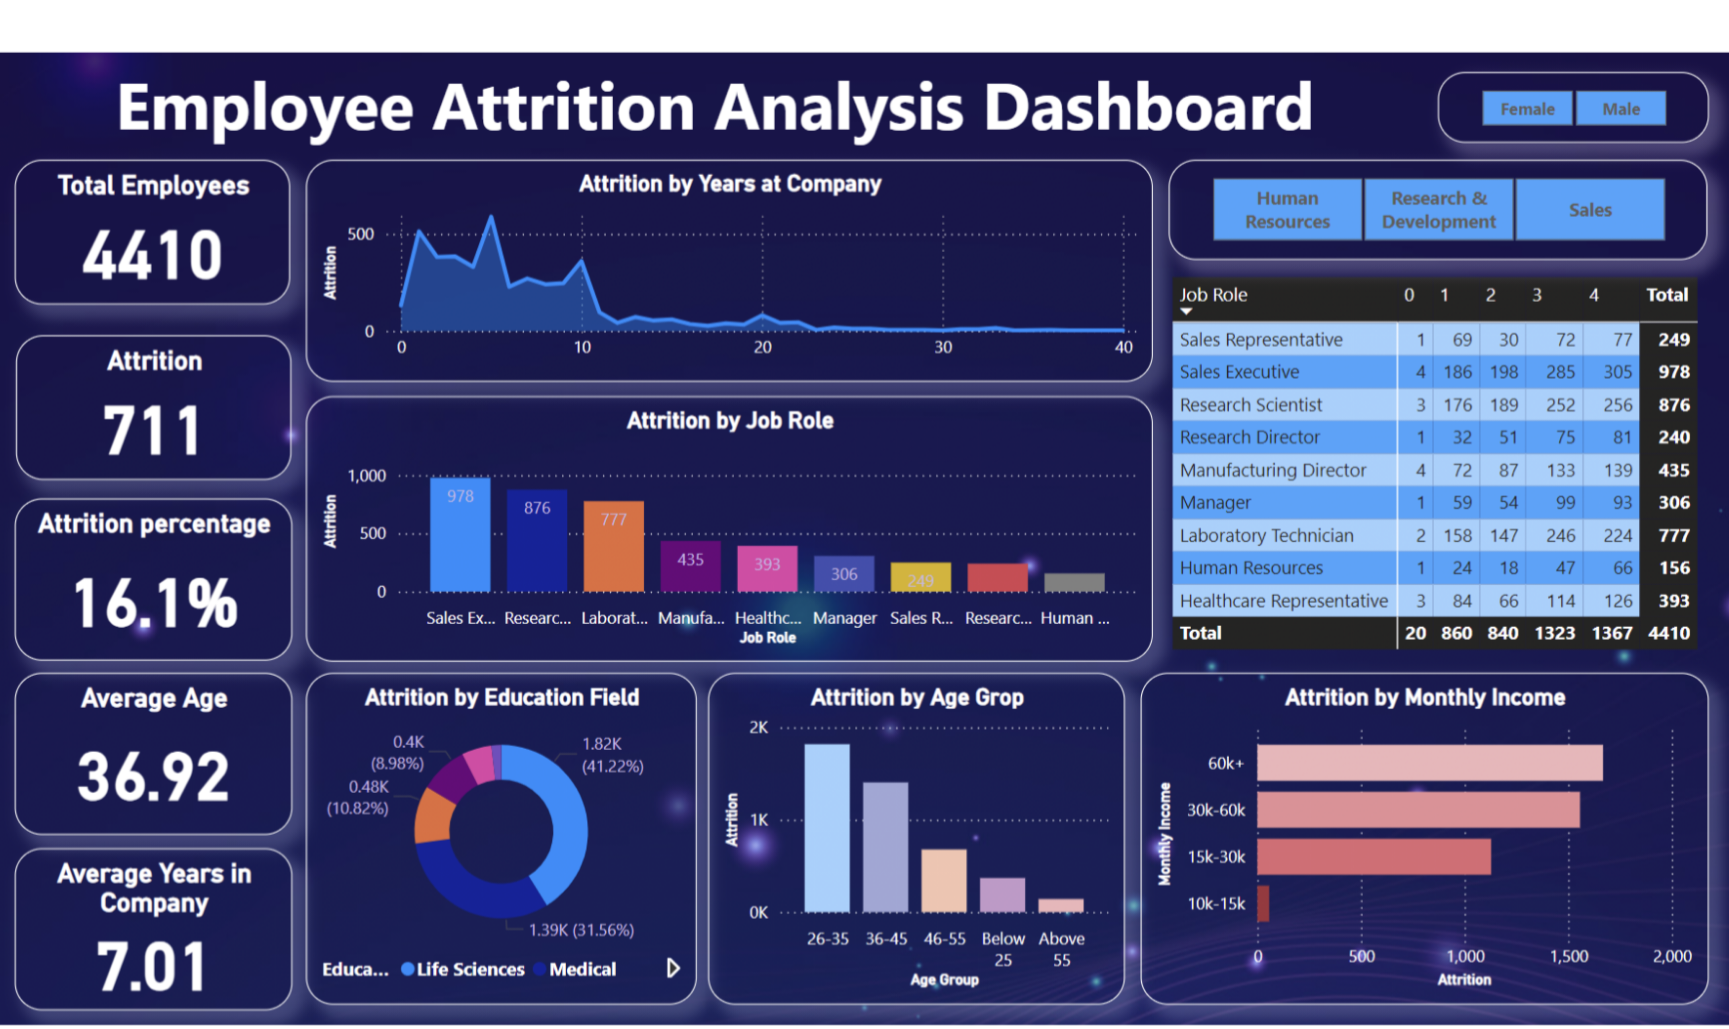 Employee Attrition Analysis Dashboard
Female Male
Total Employees
4410
Attrition
711
Attrition percentage
16.1%
Average Age
36.92
Average Years in
Company
7.01
Attrition by Years at Company
Attrition
500
0
0 10 20 30 40
Attrition by Job Role
Attrition
1,000
500
0
978 876 777 435 393 306 249
Sales Ex... Researc... Laborat... Manufa... Healthc... Manager Sales R... Researc... Human ...
Job Role
Human
Resources
Research &
Development
Sales
Job Role 0 1 2 3 4 Total
Sales Representative 1 69 30 72 77 249
Sales Executive 4 186 198 285 305 978
Research Scientist 3 176 189 252 256 876
Research Director 1 32 51 75 81 240
Manufacturing Director 4 72 87 133 139 435
Manager 1 59 54 99 93 306
Laboratory Technician 2 158 147 246 224 777
Human Resources 1 24 18 47 66 156
Healthcare Representative 3 84 66 114 126 393
Total 20 860 840 1323 1367 4410
Attrition by Education Field
0.4K
(8.98%)
0.48K
(10.82%)
1.82K
(41.22%)
1.39K (31.56%)
Educa... Life Sciences Medical
Attrition by Age Grop
Attrition
2K
1K
0K
26-35 36-45 46-55 Below
25 Above
55
Age Group
Attrition by Monthly Income
Monthly Income
60k+
30k-60k
15k-30k
10k-15k
0 500 1,000 1,500 2,000
Attrition